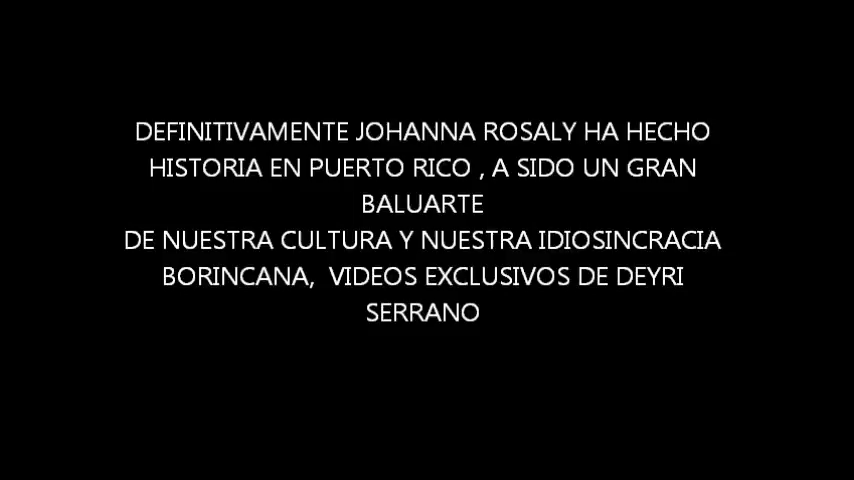 DEFINITIVAMENTE JOHANNA ROSALY HA HECHO
HISTORIA EN PUERTO RICO , A SIDO UN GRAN
BALUARTE
DE NUESTRA CULTURA Y NUESTRA IDIOSINCRACIA
BORINCANA,  VIDEOS EXCLUSIVOS DE DEYRI
SERRANO